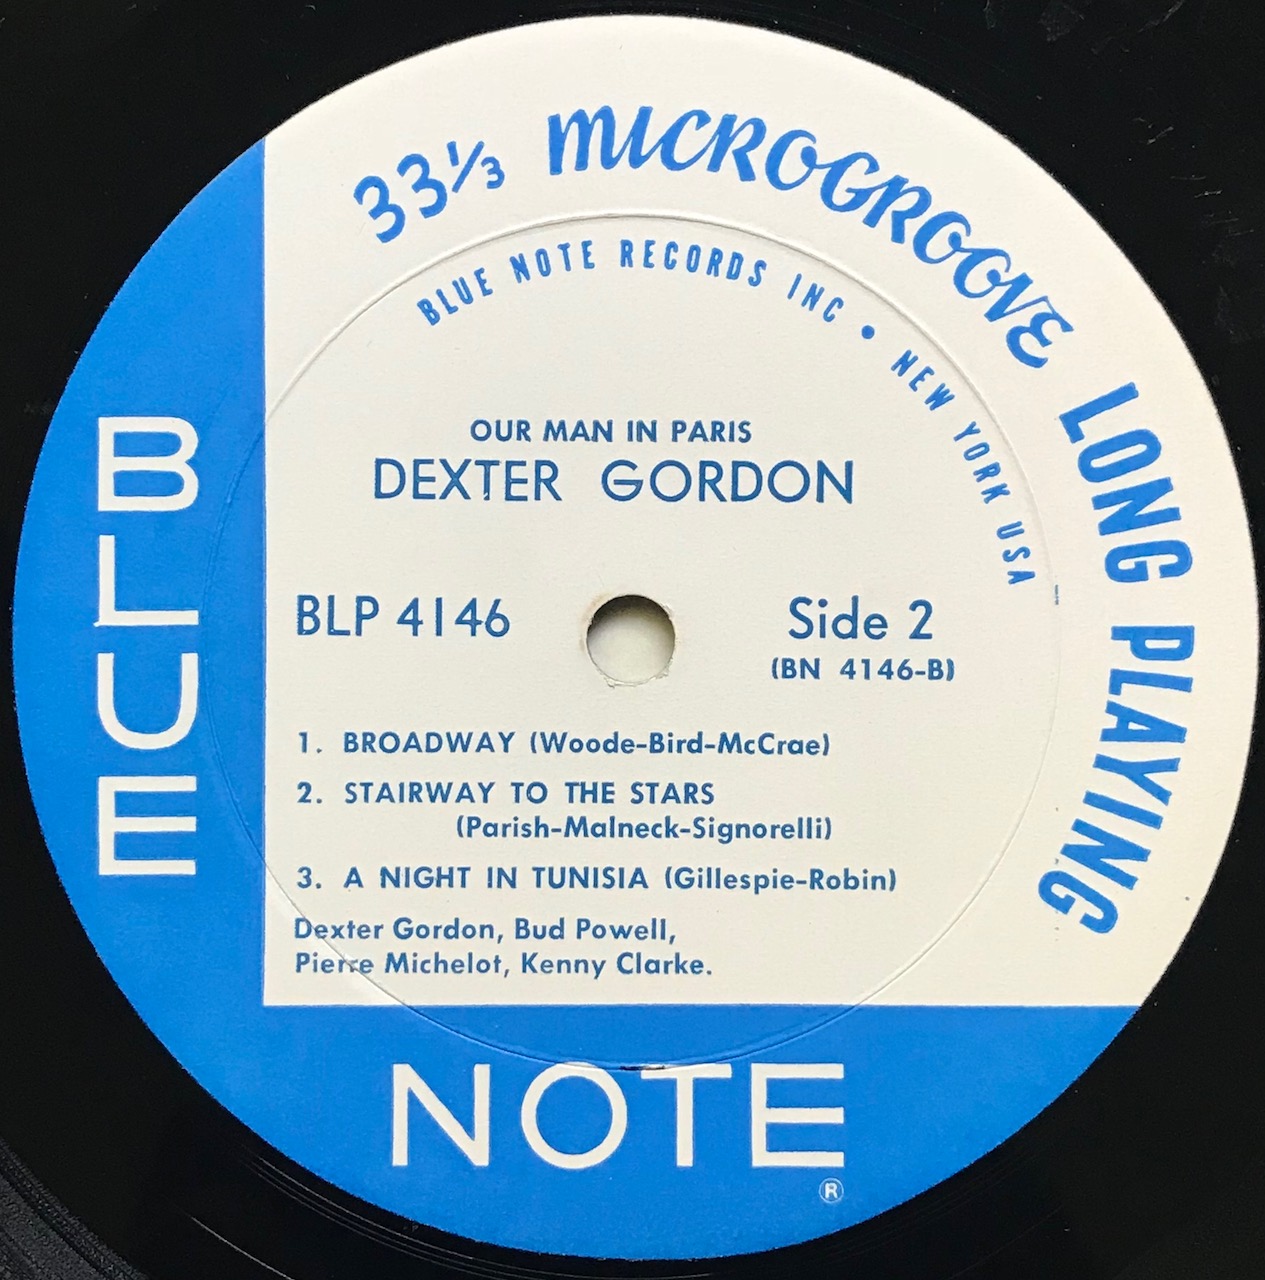 33⅓ MICROGROOVE LONG PLAYING
BLUE NOTE RECORDS INC • NEW YORK USA
OUR MAN IN PARIS
DEXTER GORDON
BLP 4146
Side 2
(BN 4146-B)
1. BROADWAY (Woode-Bird-McCrae)
2. STAIRWAY TO THE STARS
(Parish-Malneck-Signorelli)
3. A NIGHT IN TUNISIA (Gillespie-Robin)
Dexter Gordon, Bud Powell,
Pierre Michelot, Kenny Clarke.
BLUE
NOTE
®